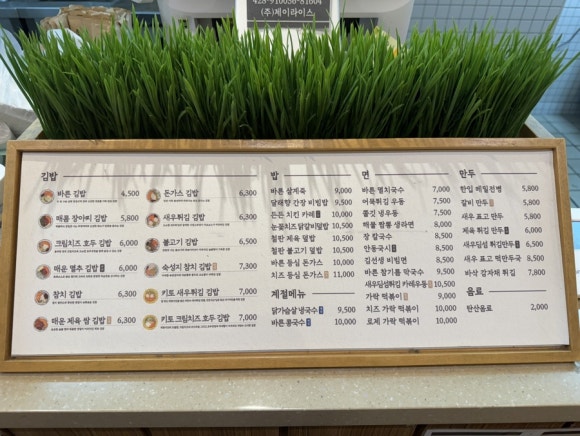 428-910036-81804
(주)제이라이스
김밥
바른 김밥 4,500
매콤 장아찌 김밥 5,800
크림치즈 호두 김밥 6,000
매운 멸추 김밥 6,000
참치 김밥 6,300
매운 제육 쌈 김밥 6,300
돈가스 김밥 6,300
새우튀김 김밥 6,300
불고기 김밥 6,500
숙성지 참치 김밥 7,300
키토 새우튀김 김밥 7,000
키토 크림치즈 호두 김밥 7,000
밥
바른 살제육 9,000
달래향 간장 비빔밥 9,500
든든 치킨 카레 10,000
눈꽃치즈 닭갈비덮밥 10,500
철판 제육 덮밥 10,500
철판 불고기 덮밥 10,500
바른 등심 돈가스 10,000
치즈 등심 돈가스 11,000
계절메뉴
닭가슴살 냉국수 9,500
바른 콩국수 10,000
면
바른 멸치국수 7,000
어묵튀김 우동 7,500
쫄깃 냉우동 7,500
해물 짬뽕 생라면 8,000
장 칼국수 8,500
안동국시 8,500
김선생 비빔면 8,500
바른 참기름 막국수 9,500
새우딤섬튀김 카레우동 10,500
가락 떡볶이 9,000
치즈 가락 떡볶이 10,000
로제 가락 떡볶이 10,000
만두
한입 메밀전병 5,800
갈비 만두 5,800
새우 표고 만두 5,800
제육 튀김만두 6,000
새우딤섬 튀김만두 6,500
새우 표고 떡만두국 8,500
바삭 감자채 튀김 7,800
음료
탄산음료 2,000